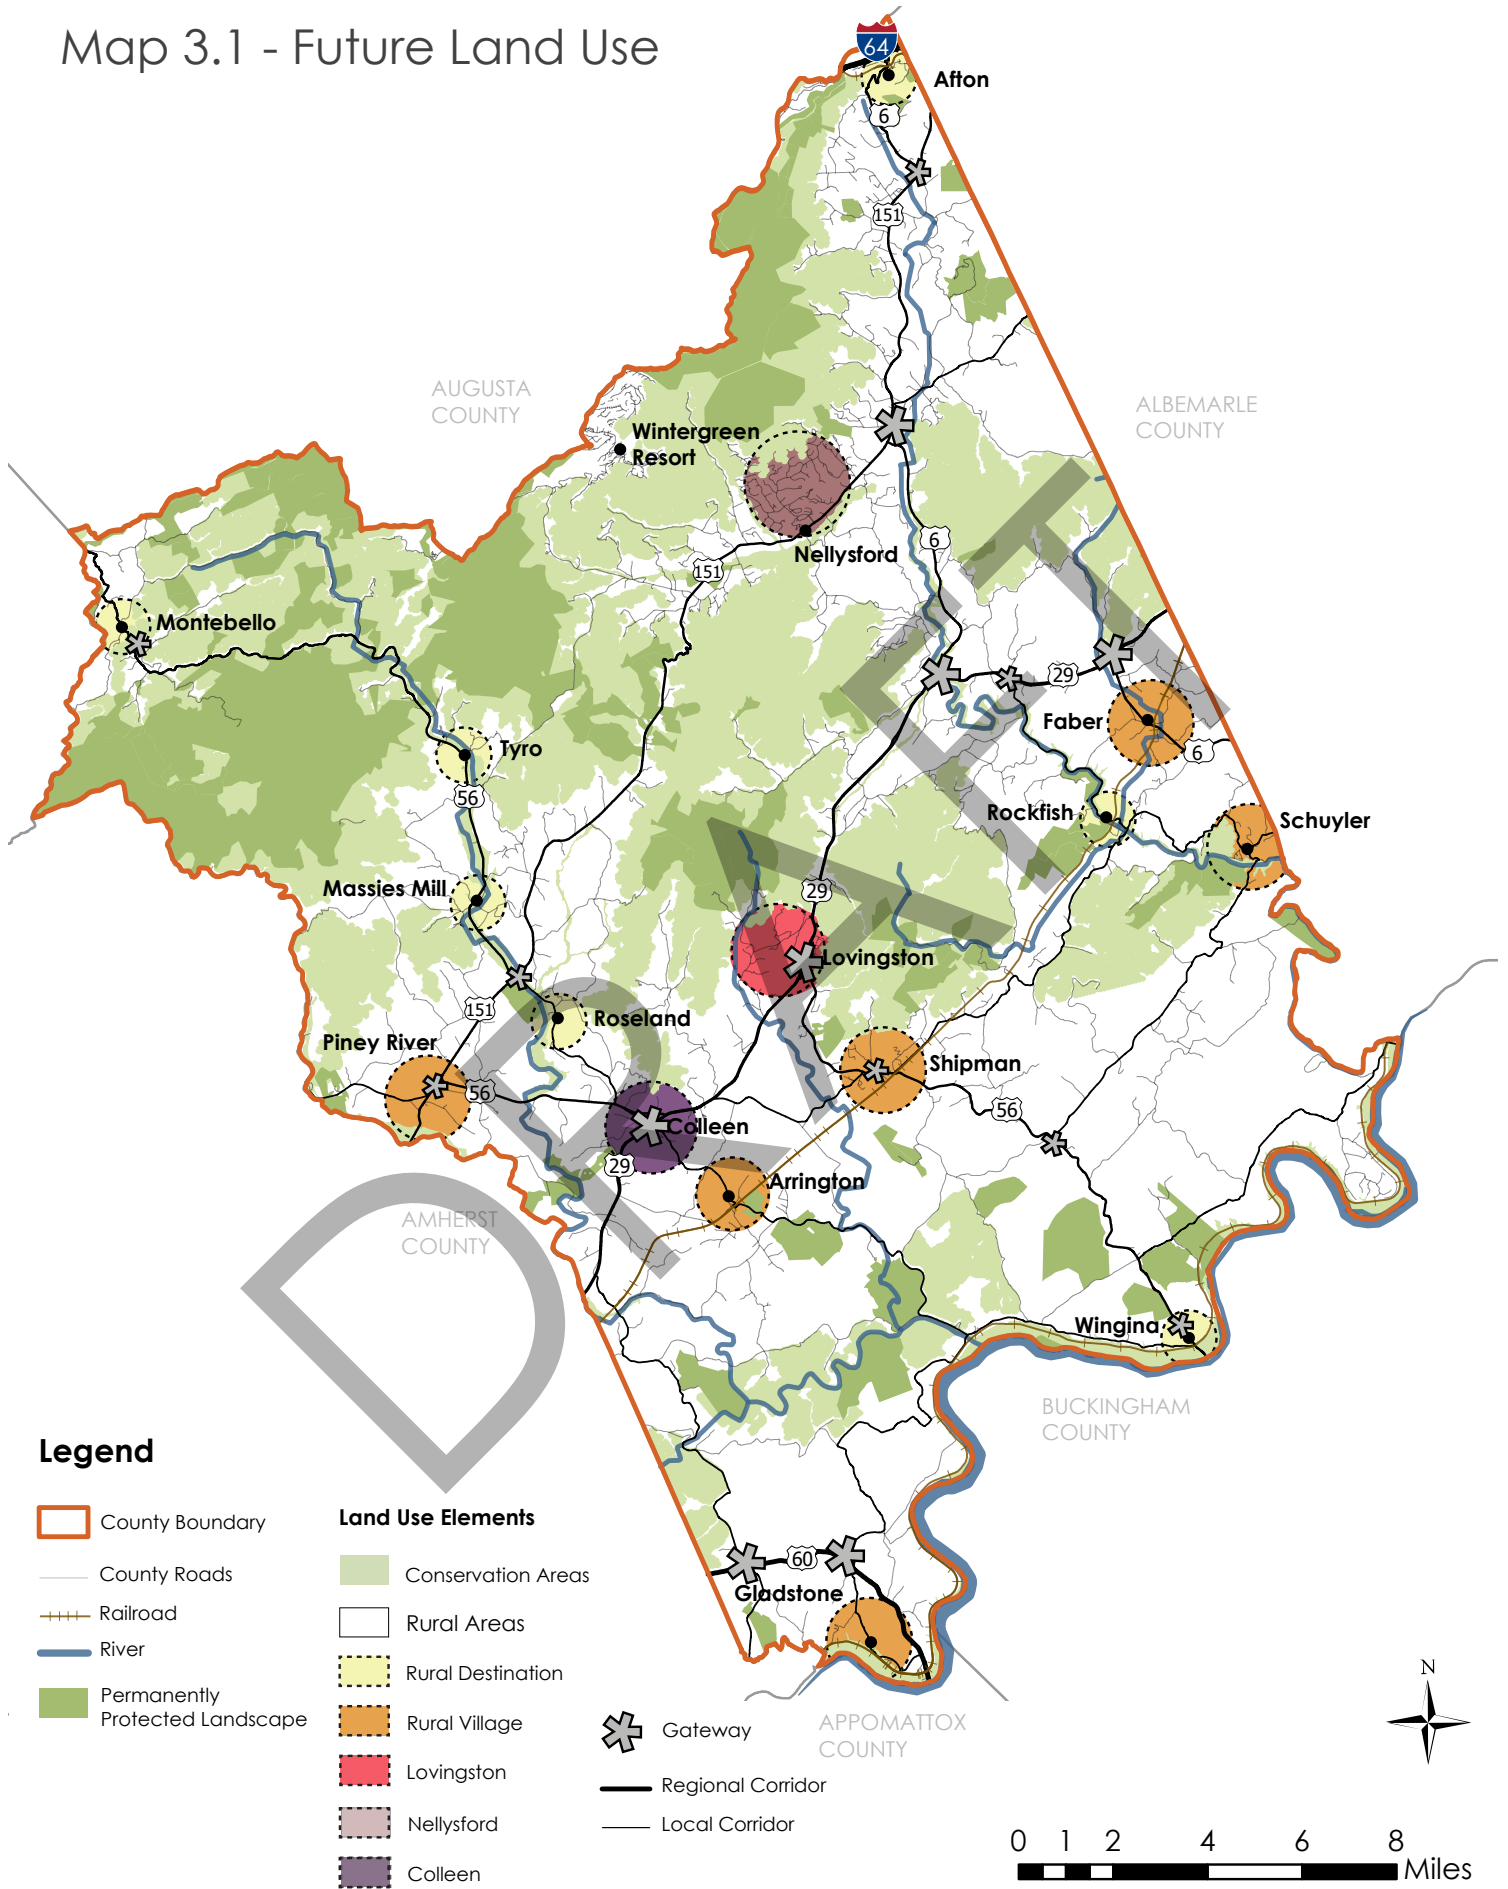 Map 3.1 - Future Land Use
64
Afton
6
151
AUGUSTA
COUNTY
ALBEMARLE
COUNTY
Wintergreen
Resort
6
Nellysford
151
Montebello
29
Faber
6
Tyro
56
Rockfish
Schuyler
Massies Mill
29
Lovingston
151
Roseland
Piney River
Shipman
56
56
Colleen
29
Arrington
AMHERST
COUNTY
Wingina
BUCKINGHAM
COUNTY
60
Gladstone
APPOMATTOX
COUNTY
DRAFT
Legend
County Boundary
County Roads
Railroad
River
Permanently
Protected Landscape
Land Use Elements
Conservation Areas
Rural Areas
Rural Destination
Rural Village
Lovingston
Nellysford
Colleen
Gateway
Regional Corridor
Local Corridor
N
0 1 2 4 6 8
Miles